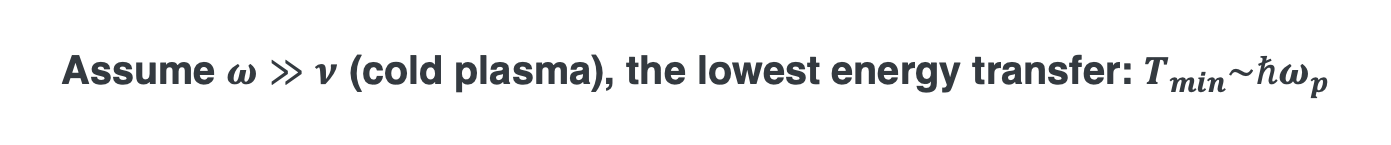 Assume ω ≫ ν (cold plasma), the lowest energy transfer: T_min~ℏω_p